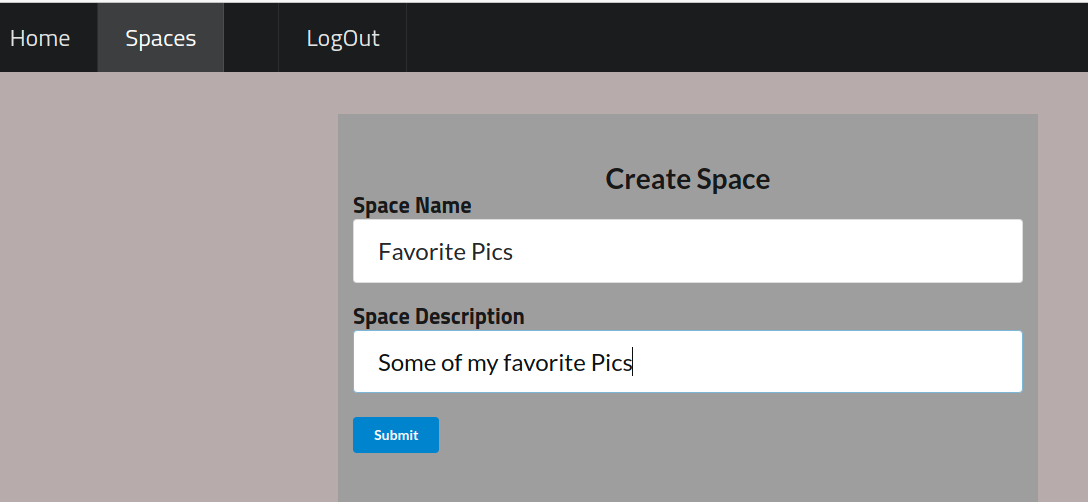 Home Spaces LogOut
Create Space
Space Name
Favorite Pics
Space Description
Some of my favorite Pics
Submit